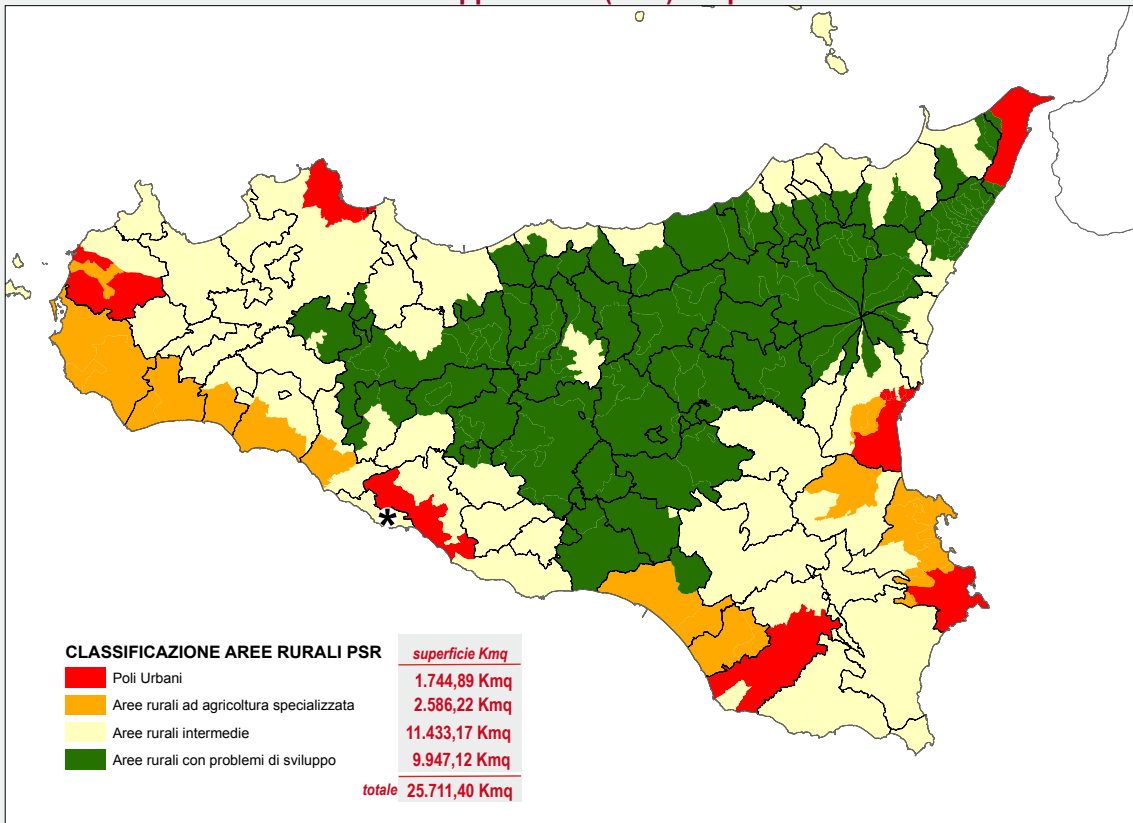 CLASSIFICAZIONE AREE RURALI PSR superficie Kmq
Poli Urbani 1.744,89 Kmq
Aree rurali ad agricoltura specializzata 2.586,22 Kmq
Aree rurali intermedie 11.433,17 Kmq
Aree rurali con problemi di sviluppo 9.947,12 Kmq
totale 25.711,40 Kmq
*